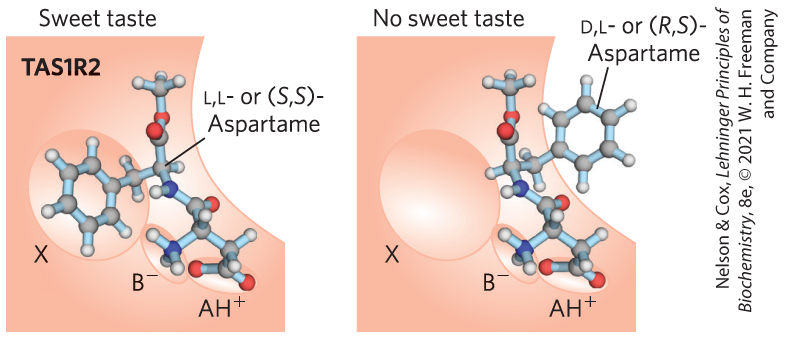 Sweet taste
TAS1R2
L,L- or (S,S)-
Aspartame
X
B−
AH+
No sweet taste
D,L- or (R,S)-
Aspartame
X
B−
AH+
Nelson & Cox, Lehninger Principles of
Biochemistry, 8e, © 2021 W. H. Freeman
and Company